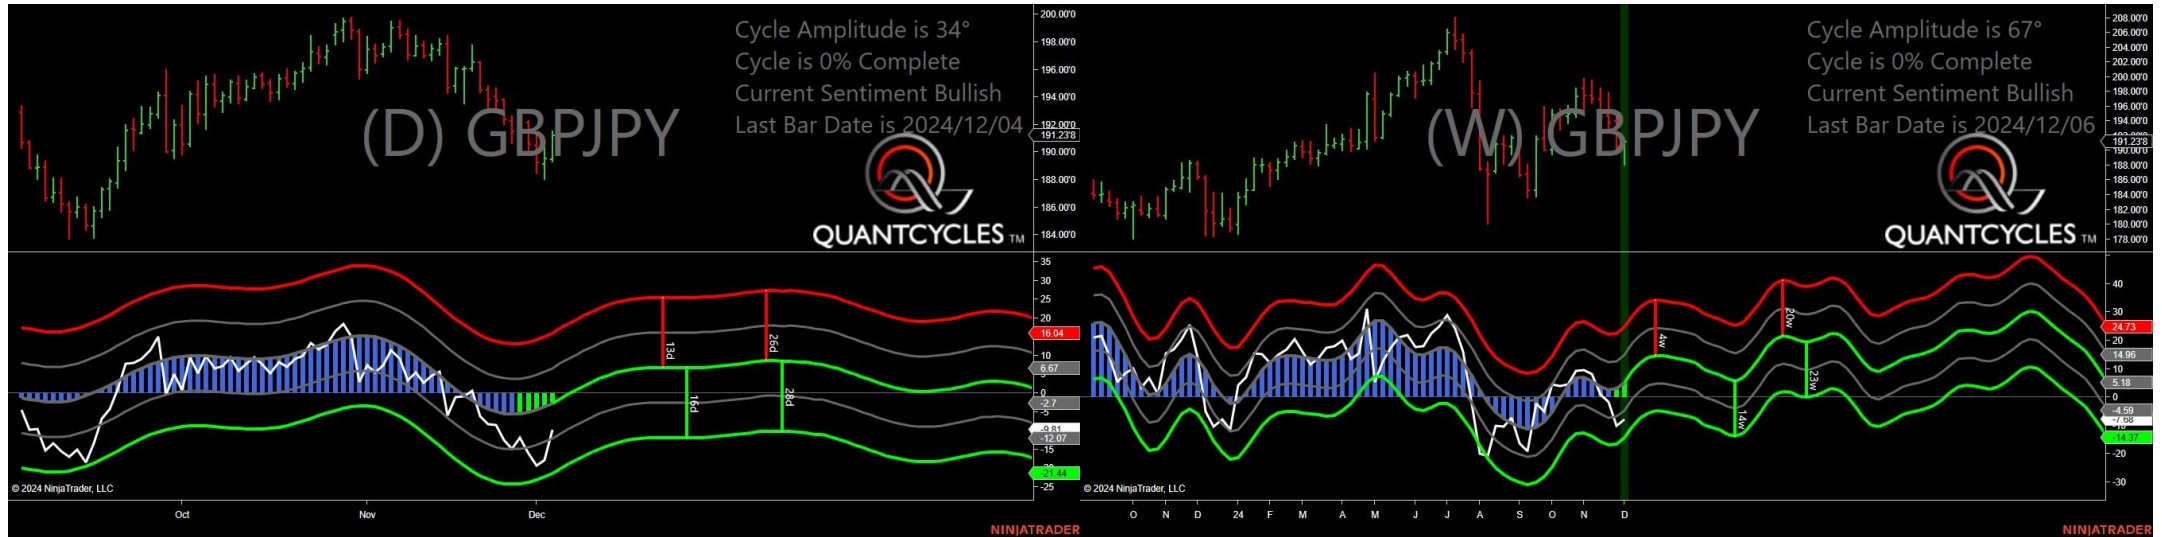 Cycle Amplitude is 34°
Cycle is 0% Complete
Current Sentiment Bullish
Last Bar Date is 2024/12/04
(D) GBPJPY
QUANTCYCLES TM
200.00'0
198.00'0
196.00'0
194.00'0
192.00'0
191.23'8
190.00'0
188.00'0
186.00'0
184.00'0
35
30
25
20
16.04
10
6.67
0
-2.7
-5
-9.81
-12.07
-15
-21.44
-25
13d
26d
16d
28d
© 2024 NinjaTrader, LLC
Oct
Nov
Dec
NINJATRADER
Cycle Amplitude is 67°
Cycle is 0% Complete
Current Sentiment Bullish
Last Bar Date is 2024/12/06
(W) GBPJPY
QUANTCYCLES TM
208.00'0
206.00'0
204.00'0
202.00'0
200.00'0
198.00'0
196.00'0
194.00'0
191.23'8
190.00'0
188.00'0
186.00'0
184.00'0
182.00'0
180.00'0
178.00'0
40
30
24.73
20
14.96
10
5.18
0
-4.59
-7.68
-14.37
-20
-30
4w
20w
14w
23w
© 2024 NinjaTrader, LLC
O
N
D
24
F
M
A
M
J
J
A
S
O
N
D
NINJATRADER